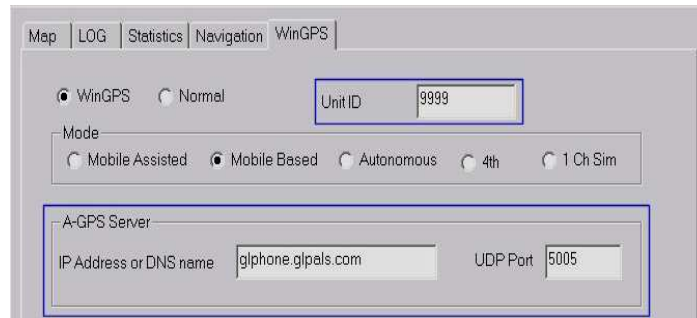 Map LOG Statistics Navigation WinGPS
WinGPS Normal Unit ID 9999
Mode
Mobile Assisted Mobile Based Autonomous 4th 1 Ch Sim
A-GPS Server
IP Address or DNS name glphone.glpals.com UDP Port 5005